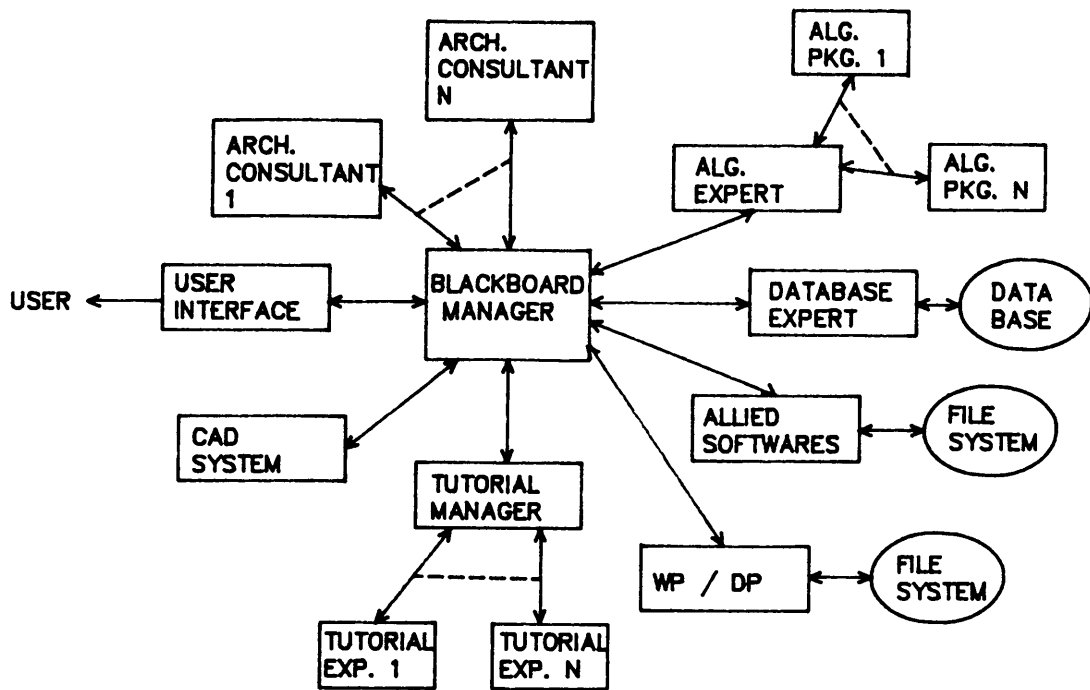 ARCH.
CONSULTANT
N
ALG.
PKG. 1
ARCH.
CONSULTANT
1
ALG.
EXPERT
ALG.
PKG. N
USER
USER
INTERFACE
BLACKBOARD
MANAGER
DATABASE
EXPERT
DATA
BASE
CAD
SYSTEM
ALLIED
SOFTWARES
FILE
SYSTEM
TUTORIAL
MANAGER
WP / DP
FILE
SYSTEM
TUTORIAL
EXP. 1
TUTORIAL
EXP. N